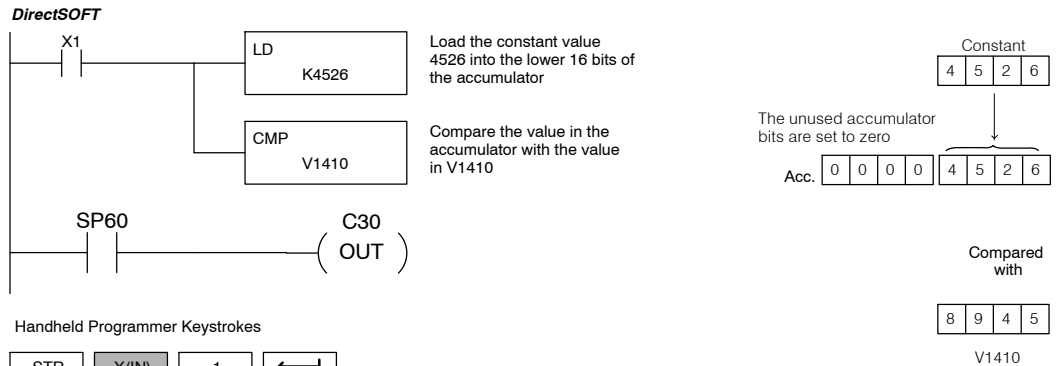 DirectSOFT
X1
LD
K4526
Load the constant value
4526 into the lower 16 bits of
the accumulator
CMP
V1410
Compare the value in the
accumulator with the value
in V1410
SP60
C30
OUT
Constant
4 5 2 6
The unused accumulator
bits are set to zero
Acc. 0 0 0 0 4 5 2 6
Compared
with
8 9 4 5
V1410
Handheld Programmer Keystrokes
STR X(IN) 1